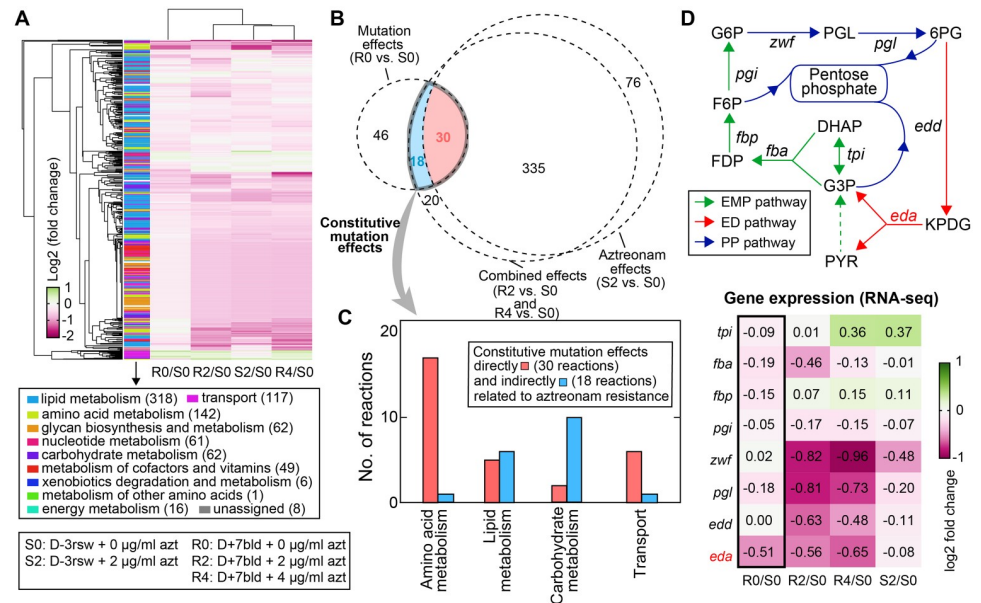 A
Log2 (fold change)
1
0
-1
-2
R0/S0 R2/S0 S2/S0 R4/S0
lipid metabolism (318) transport (117)
amino acid metabolism (142)
glycan biosynthesis and metabolism (62)
nucleotide metabolism (61)
carbohydrate metabolism (62)
metabolism of cofactors and vitamins (49)
xenobiotics degradation and metabolism (6)
metabolism of other amino acids (1)
energy metabolism (16) unassigned (8)
S0: D-3rsw + 0 µg/ml azt R0: D+7bld + 0 µg/ml azt
S2: D-3rsw + 2 µg/ml azt R2: D+7bld + 2 µg/ml azt
R4: D+7bld + 4 µg/ml azt
B
Mutation
effects
(R0 vs. S0)
76
46
30
18
335
20
Constitutive
mutation
effects
Combined effects
(R2 vs. S0
and
R4 vs. S0)
Aztreonam
effects
(S2 vs. S0)
C
No. of reactions
20
10
0
Constitutive mutation effects
directly (30 reactions)
and indirectly (18 reactions)
related to aztreonam resistance
Amino acid
metabolism
Lipid
metabolism
Carbohydrate
metabolism
Transport
D
G6P zwf PGL pgl 6PG
pgi
Pentose
phosphate
F6P
edd
fbp
DHAP
fba
tpi
FDP
G3P
eda
KPDG
PYR
EMP pathway
ED pathway
PP pathway
Gene expression (RNA-seq)
tpi -0.09 0.01 0.36 0.37
fba -0.19 -0.46 -0.13 -0.01
fbp -0.15 0.07 0.15 0.11
pgi -0.05 -0.17 -0.15 -0.07
zwf 0.02 -0.82 -0.96 -0.48
pgl -0.18 -0.81 -0.73 -0.20
edd 0.00 -0.63 -0.48 -0.11
eda -0.51 -0.56 -0.65 -0.08
R0/S0 R2/S0 R4/S0 S2/S0
1
0
-1
log2 fold change